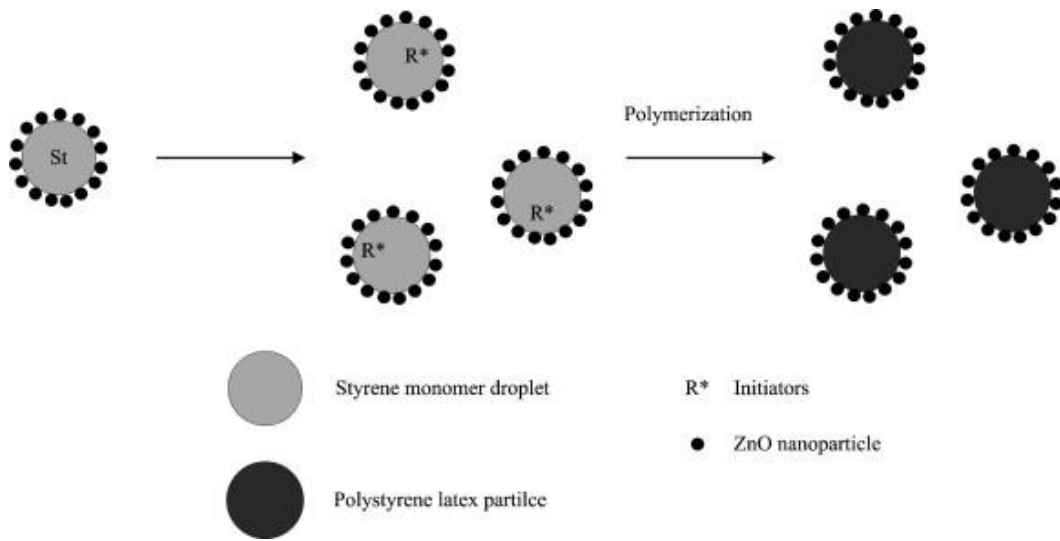 R*
Polymerization
St
R*
R*
Styrene monomer droplet
R* Initiators
ZnO nanoparticle
Polystyrene latex partilce